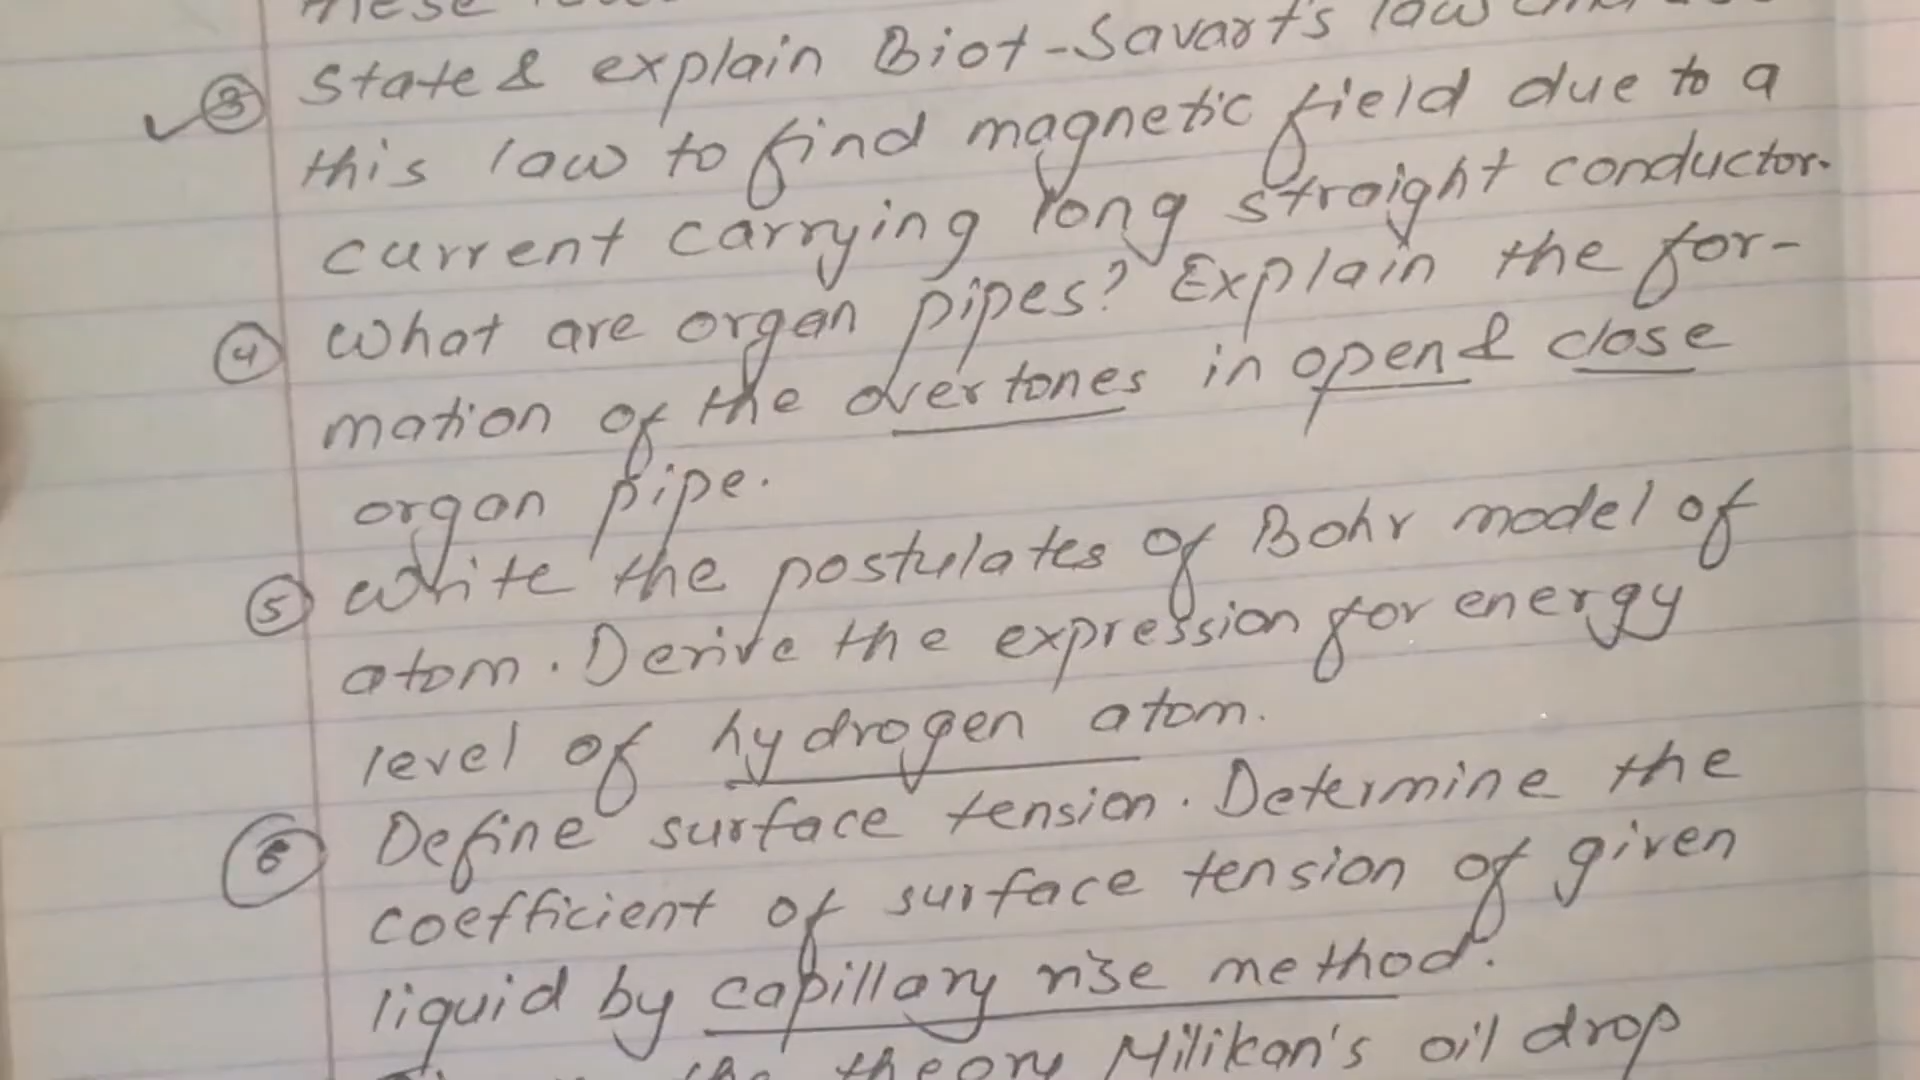 ③ State & explain Biot-Savart's law
this law to find magnetic field due to a
current carrying long straight conductor.
④ What are organ pipes? Explain the for-
mation of the overtones in open & close
organ pipe.
⑤ Write the postulates of Bohr model of
atom. Derive the expression for energy
level of hydrogen atom.
⑥ Define surface tension. Determine the
coefficient of surface tension of given
liquid by capillary rise method.
theory Milikan's oil drop